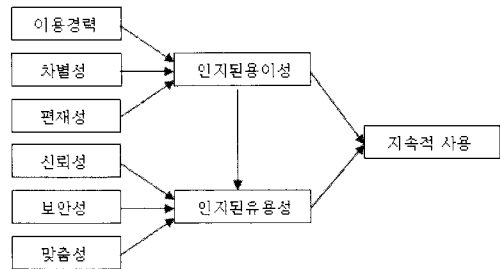 이용경력
차별성
편재성
신뢰성
보안성
맞춤성
인지된용이성
인지된유용성
지속적 사용